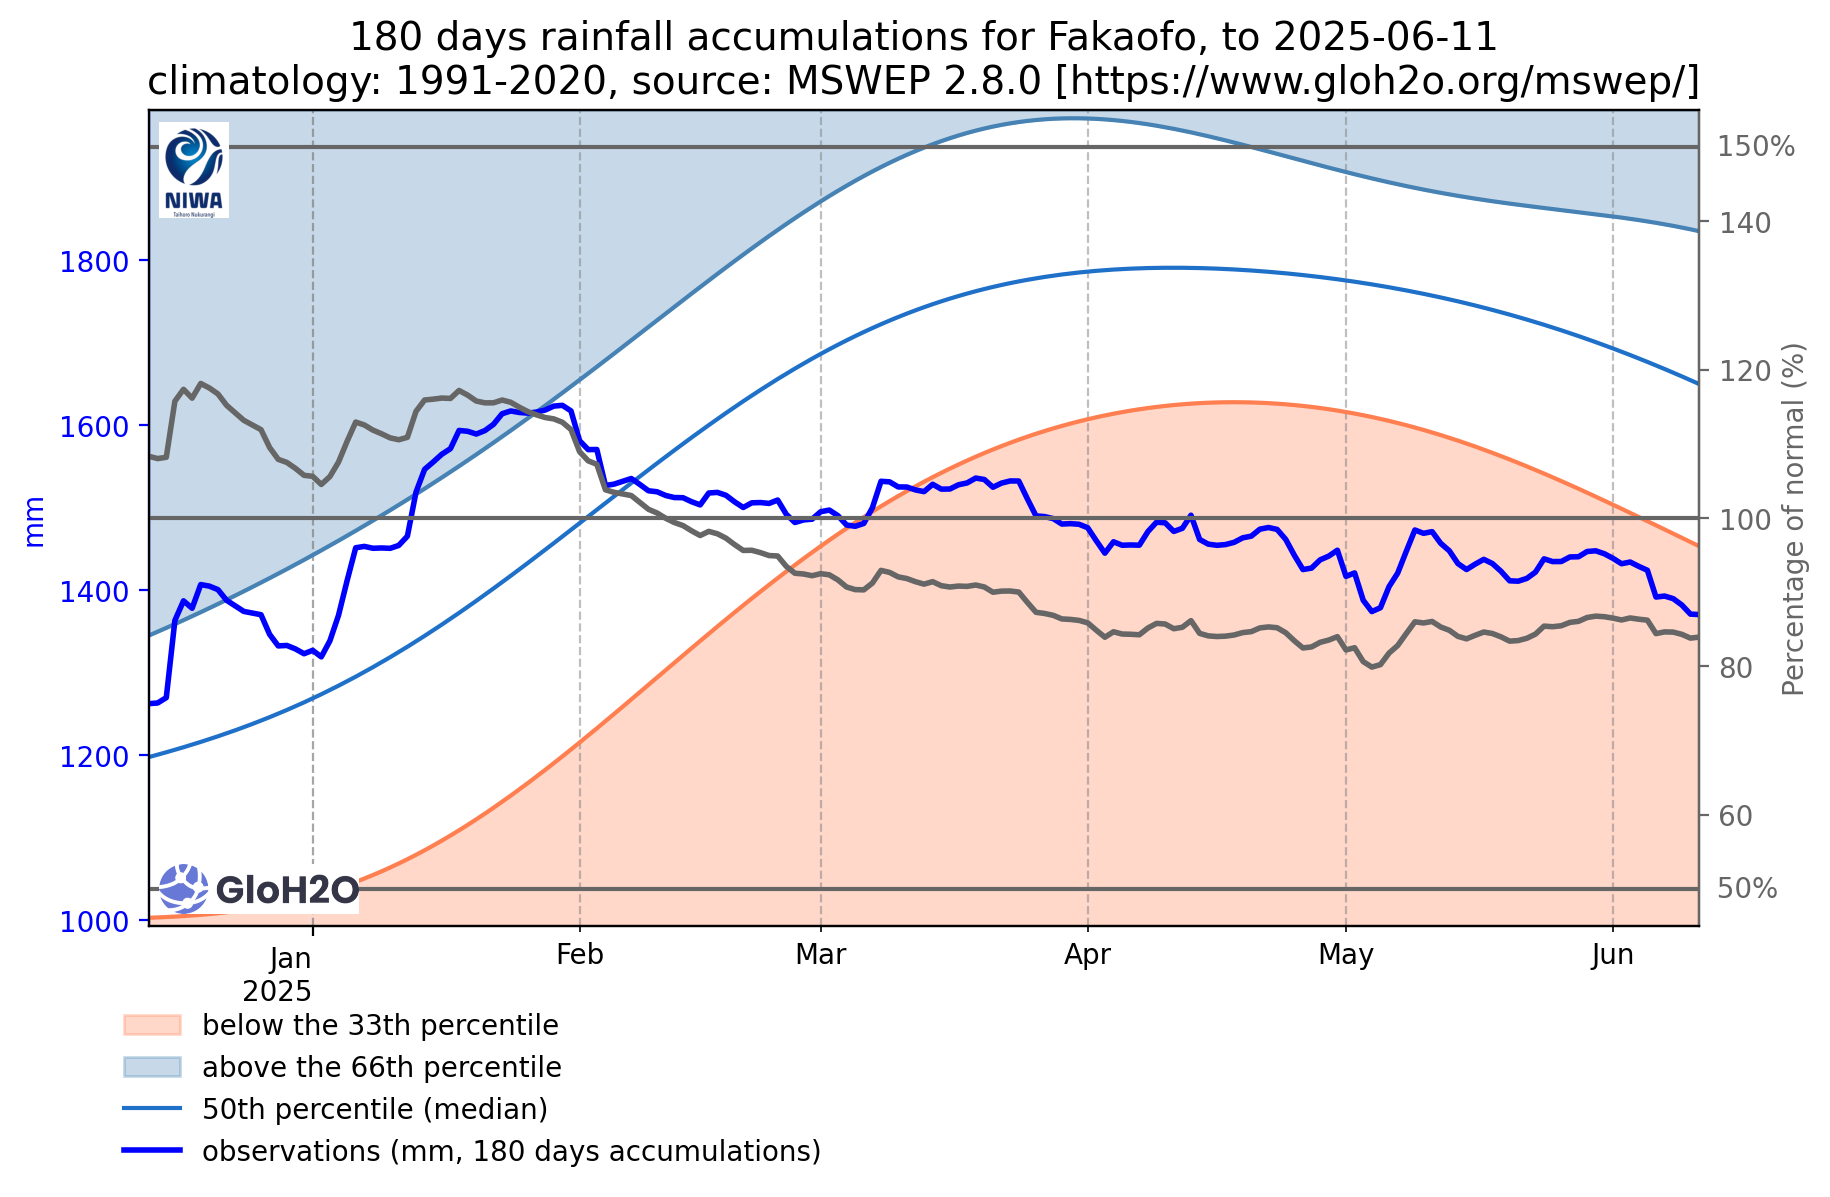 180 days rainfall accumulations for Fakaofo, to 2025-06-11
climatology: 1991-2020, source: MSWEP 2.8.0 [https://www.gloh2o.org/mswep/]
NIWA
Taihoro Nukurangi
150%
140
1800
120
1600
100
1400
80
1200
60
50%
1000
mm
Percentage of normal (%)
GloH2O
Jan
2025
Feb
Mar
Apr
May
Jun
below the 33th percentile
above the 66th percentile
50th percentile (median)
observations (mm, 180 days accumulations)